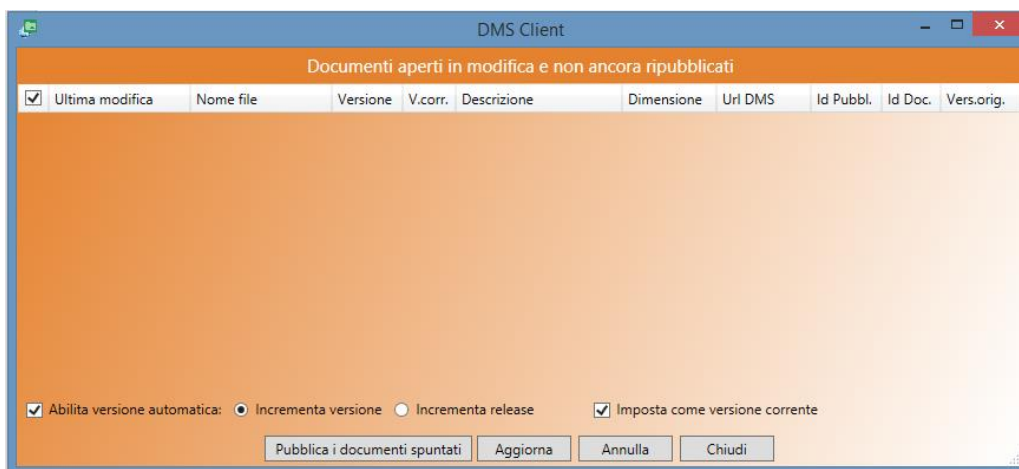 DMS Client
Documenti aperti in modifica e non ancora ripubblicati
Ultima modifica Nome file Versione V.corr. Descrizione Dimensione Url DMS Id Pubbl. Id Doc. Vers.orig.
Abilita versione automatica: Incrementa versione Incrementa release Imposta come versione corrente
Pubblica i documenti spuntati Aggiorna Annulla Chiudi